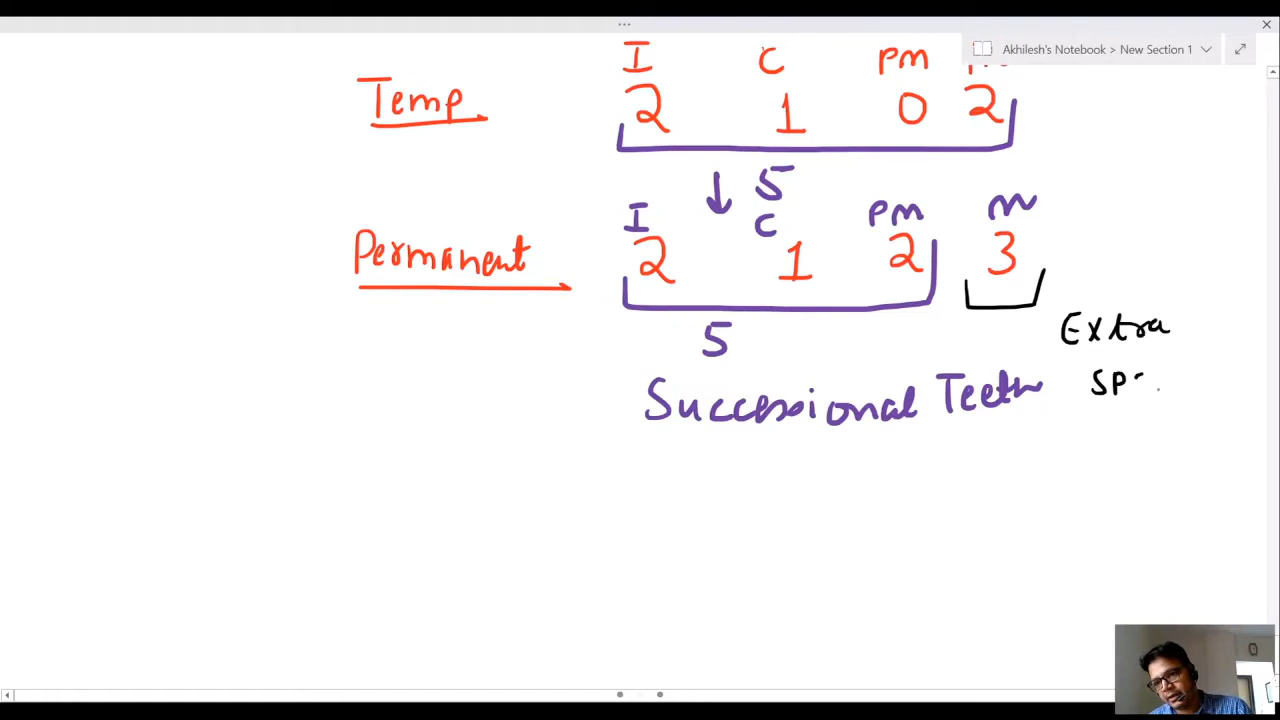 Akhilesh's Notebook > New Section 1
I C PM
Temp 2 1 0 2
5
I C PM M
Permanent 2 1 2 3
5 Extra
Successional Teeth SP